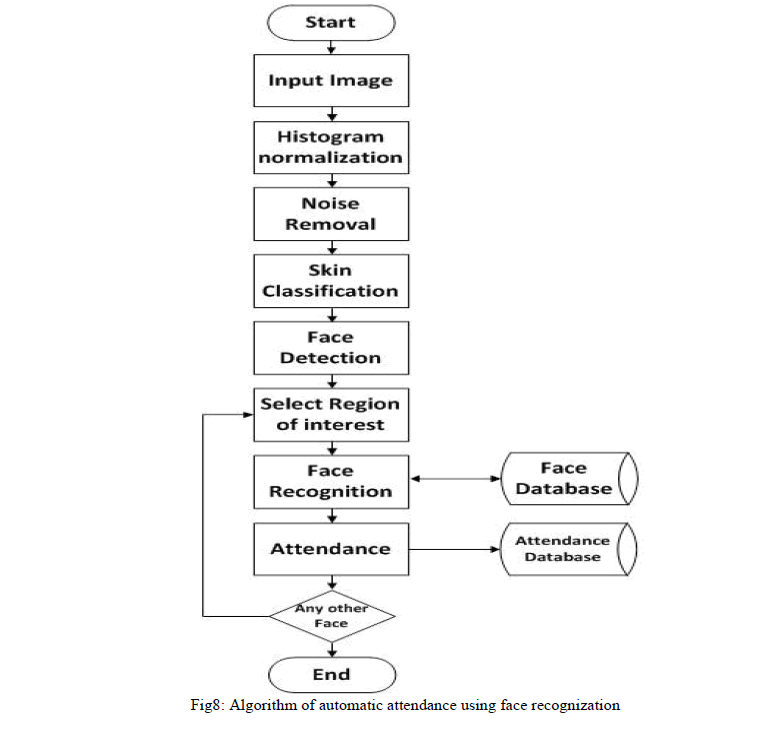 Start
Input Image
Histogram
normalization
Noise
Removal
Skin
Classification
Face
Detection
Select Region
of interest
Face
Recognition
Face
Database
Attendance
Attendance
Database
Any other
Face
End
Fig8: Algorithm of automatic attendance using face recognization